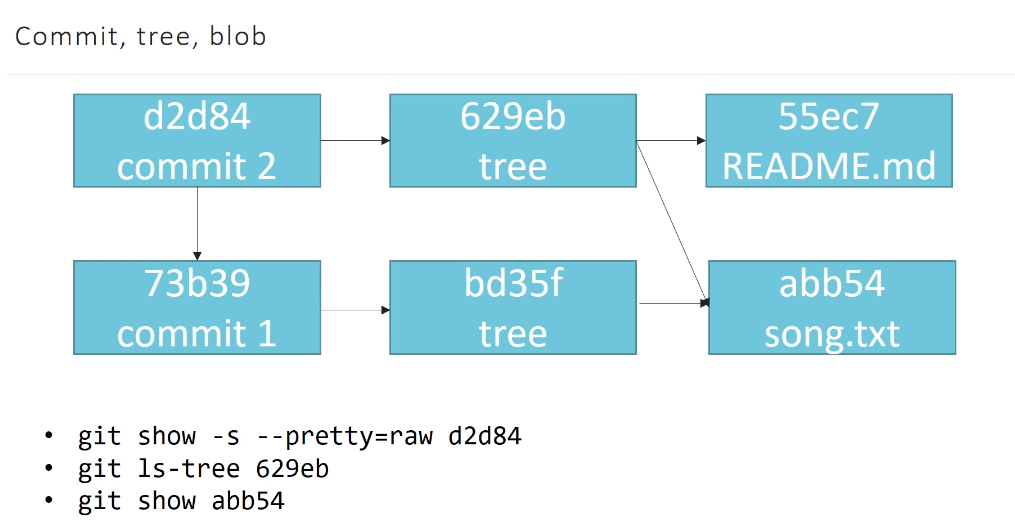 Commit, tree, blob
d2d84
commit 2
629eb
tree
55ec7
README.md
73b39
commit 1
bd35f
tree
abb54
song.txt
• git show -s --pretty=raw d2d84
• git ls-tree 629eb
• git show abb54